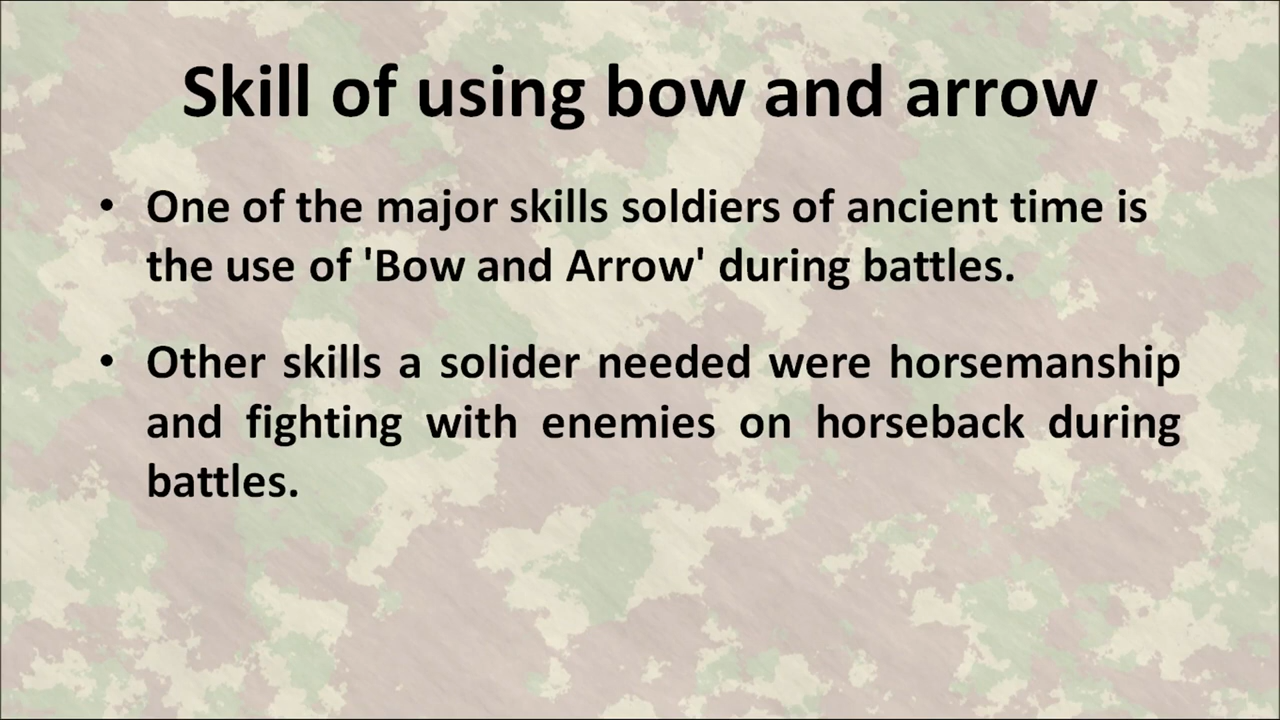 Skill of using bow and arrow
• One of the major skills soldiers of ancient time is
the use of 'Bow and Arrow' during battles.
• Other skills a solider needed were horsemanship
and fighting with enemies on horseback during
battles.